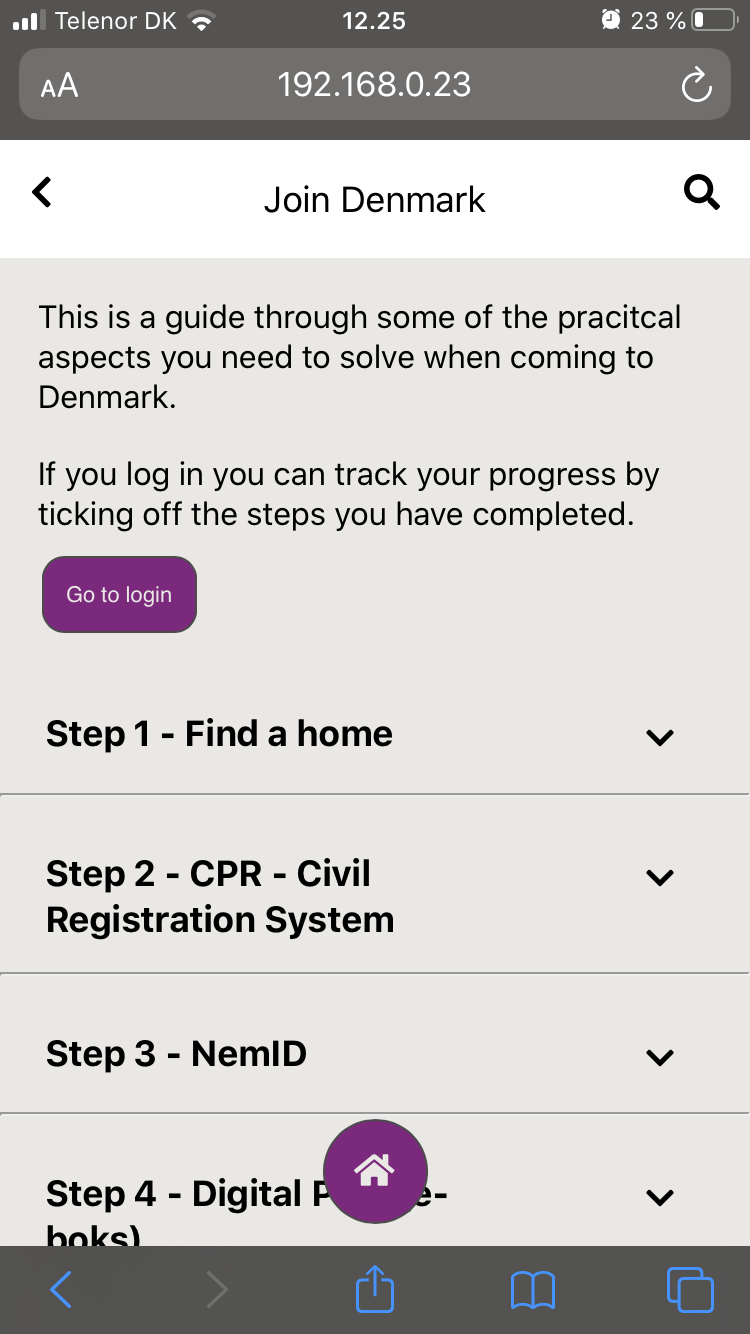 Telenor DK
12.25
23 %
AA
192.168.0.23
Join Denmark
This is a guide through some of the pracitcal
aspects you need to solve when coming to
Denmark.
If you log in you can track your progress by
ticking off the steps you have completed.
Go to login
Step 1 - Find a home
Step 2 - CPR - Civil
Registration System
Step 3 - NemID
Step 4 - Digital e-
boks)